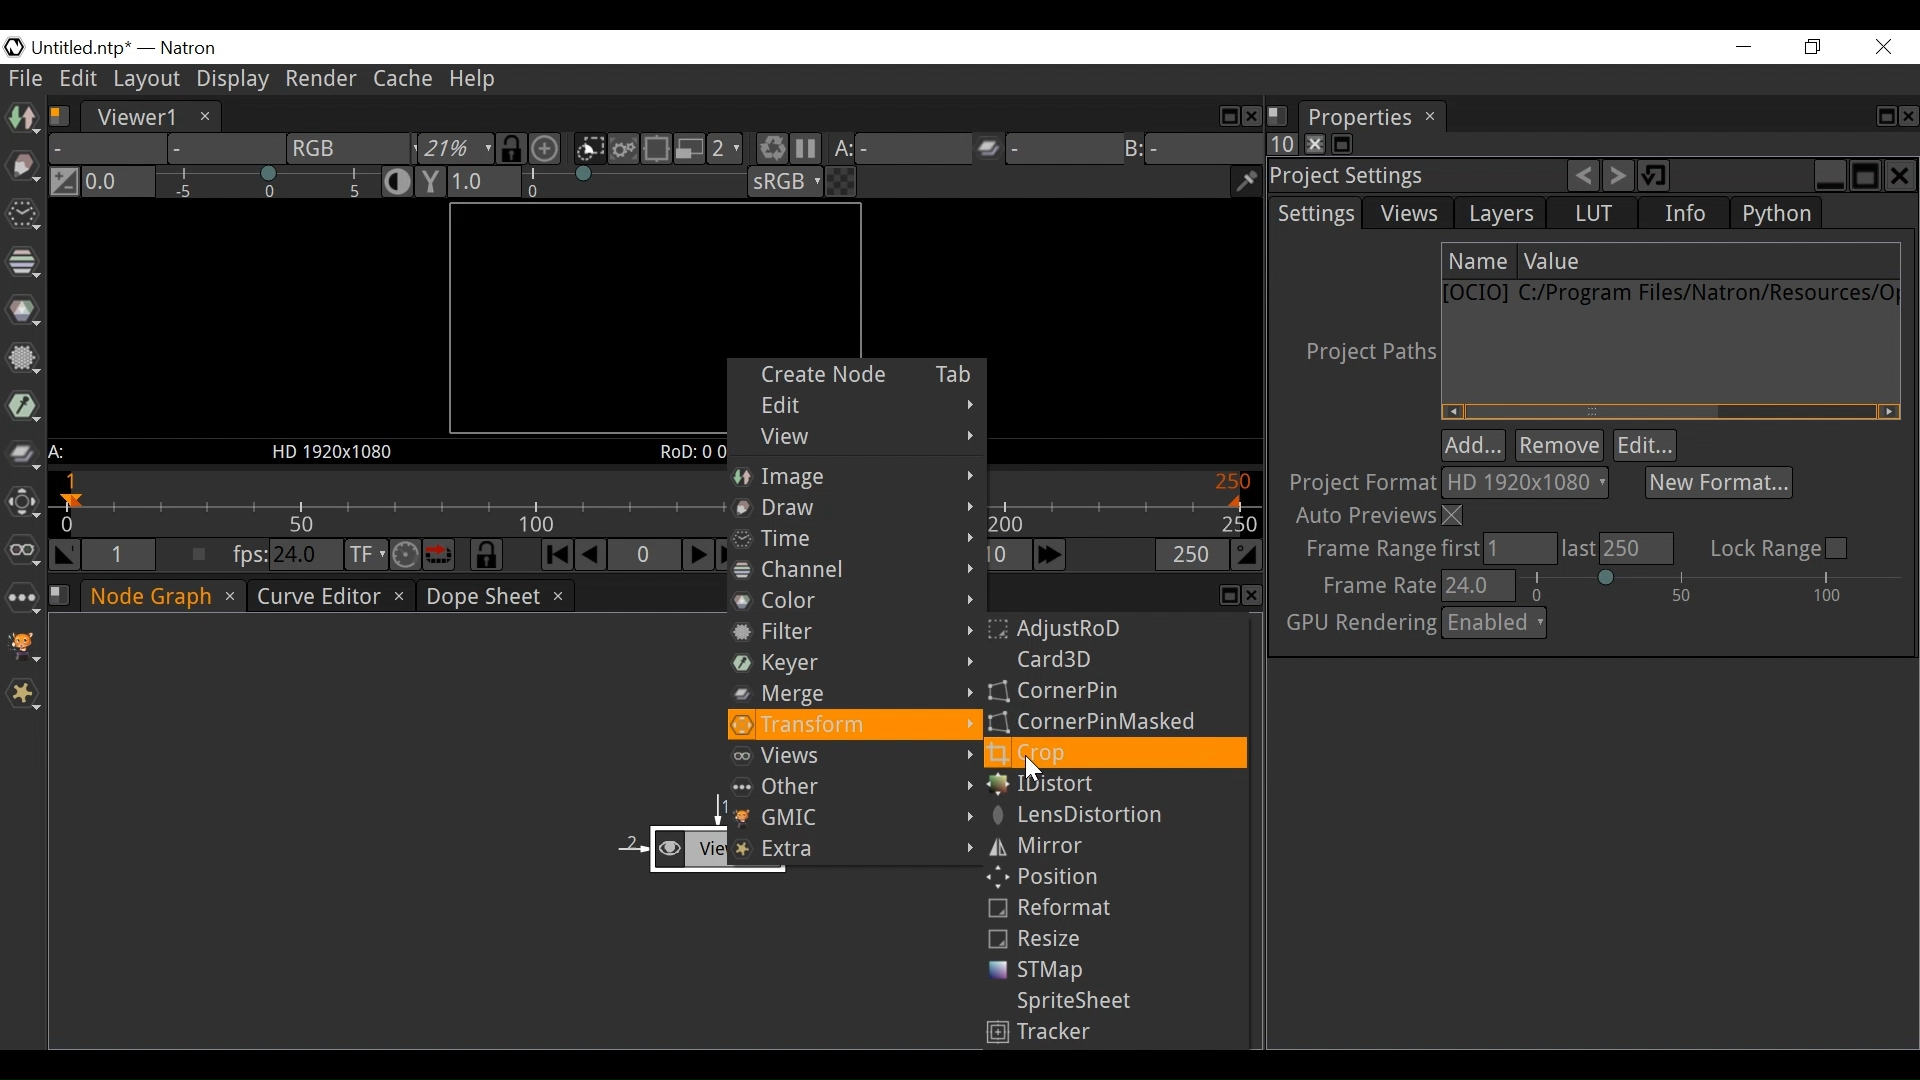 Untitled.ntp* — Natron
File Edit Layout Display Render Cache Help
Viewer1 ×
- - RGB 21% 2 A: - - B: -
0.0 -5 0 5 Y 1.0 0 sRGB
A: HD 1920x1080 RoD: 0 0
1 250
0 50 100 200 250
1 fps: 24.0 TF 0 10 250
Node Graph × Curve Editor × Dope Sheet ×
1
2
Create Node Tab
Edit
View
Image
Draw
Time
Channel
Color
Filter
Keyer
Merge
Transform
Views
Other
GMIC
Extra
AdjustRoD
Card3D
CornerPin
CornerPinMasked
Crop
IDistort
LensDistortion
Mirror
Position
Reformat
Resize
STMap
SpriteSheet
Tracker
Properties ×
10
Project Settings
Settings Views Layers LUT Info Python
Name Value
[OCIO] C:/Program Files/Natron/Resources/
Project Paths
Add... Remove Edit...
Project Format HD 1920x1080 New Format...
Auto Previews
Frame Range first 1 last 250 Lock Range
Frame Rate 24.0 0 50 100
GPU Rendering Enabled